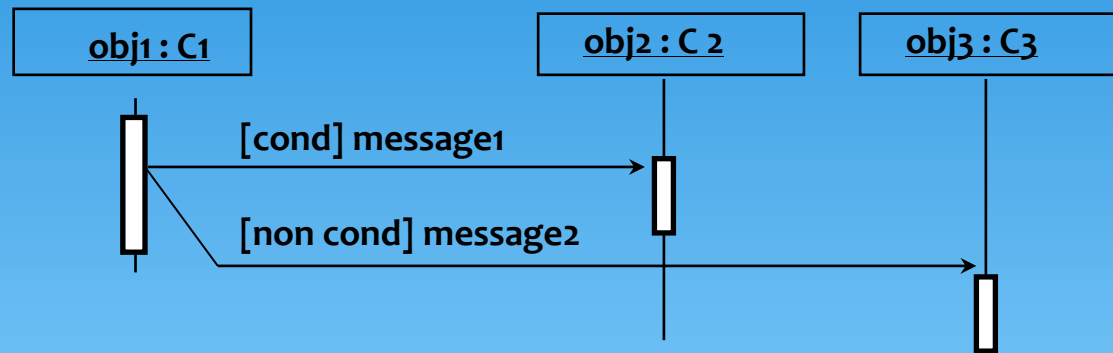 obj1 : C1
obj2 : C 2
obj3 : C3
[cond] message1
[non cond] message2